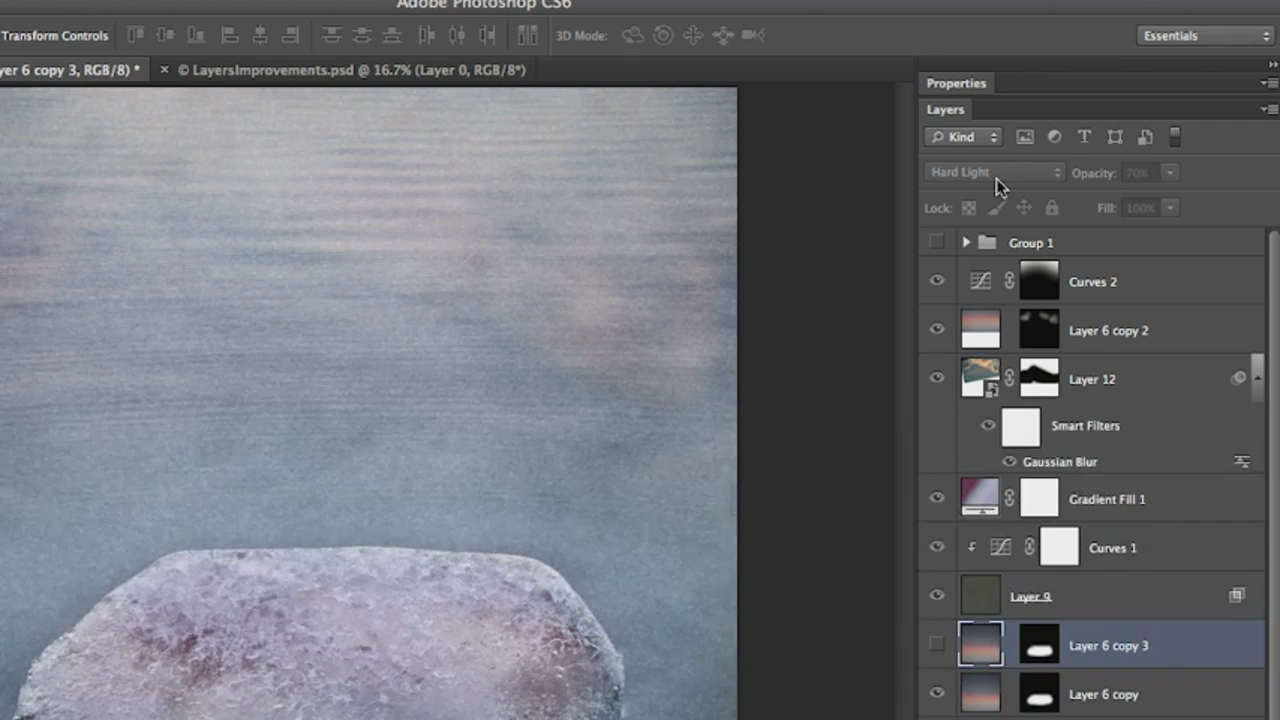 Adobe Photoshop CS6
Transform Controls
3D Mode:
Essentials
yer 6 copy 3, RGB/8) *
× © LayersImprovements.psd @ 16.7% (Layer 0, RGB/8*)
Properties
Layers
Kind
Hard Light
Opacity: 70%
Lock:
Fill: 100%
Group 1
Curves 2
Layer 6 copy 2
Layer 12
Smart Filters
Gaussian Blur
Gradient Fill 1
Curves 1
Layer 9
Layer 6 copy 3
Layer 6 copy